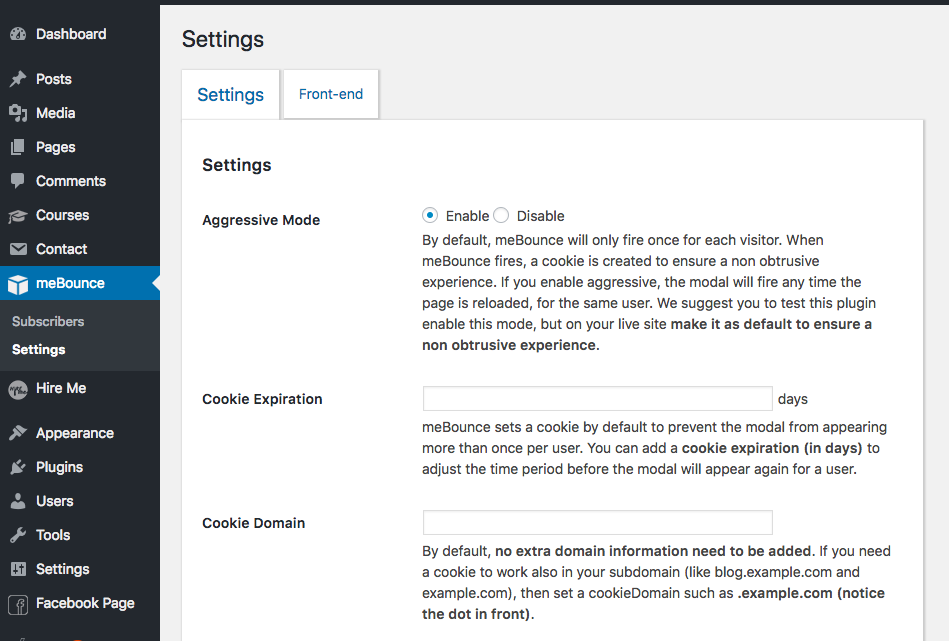 Dashboard
Posts
Media
Pages
Comments
Courses
Contact
meBounce
Subscribers
Settings
Hire Me
Appearance
Plugins
Users
Tools
Settings
Facebook Page
Settings
Settings
Front-end
Settings
Aggressive Mode
Enable
Disable
By default, meBounce will only fire once for each visitor. When
meBounce fires, a cookie is created to ensure a non obtrusive
experience. If you enable aggressive, the modal will fire any time the
page is reloaded, for the same user. We suggest you to test this plugin
enable this mode, but on your live site make it as default to ensure a
non obtrusive experience.
Cookie Expiration
days
meBounce sets a cookie by default to prevent the modal from appearing
more than once per user. You can add a cookie expiration (in days) to
adjust the time period before the modal will appear again for a user.
Cookie Domain
By default, no extra domain information need to be added. If you need
a cookie to work also in your subdomain (like blog.example.com and
example.com), then set a cookieDomain such as .example.com (notice
the dot in front).